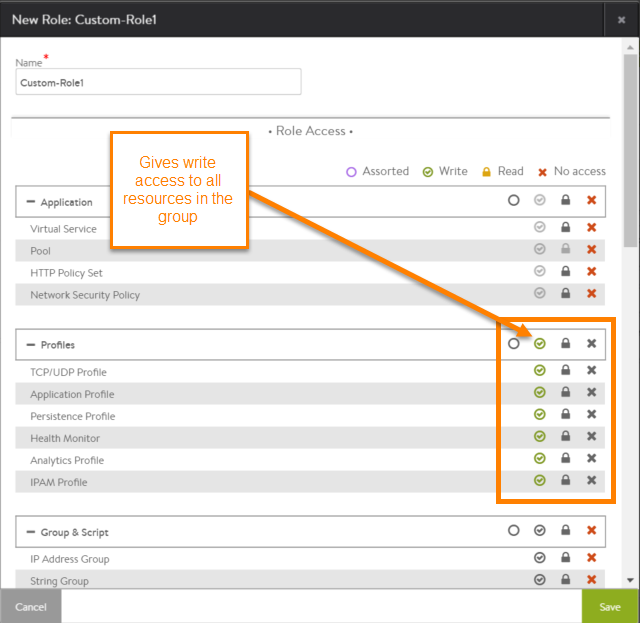 New Role: Custom-Role1
Name*
Custom-Role1
• Role Access •
Gives write
access to all
resources in the
group
Assorted Write Read No access
Application
Virtual Service
Pool
HTTP Policy Set
Network Security Policy
Profiles
TCP/UDP Profile
Application Profile
Persistence Profile
Health Monitor
Analytics Profile
IPAM Profile
Group & Script
IP Address Group
String Group
Cancel Save